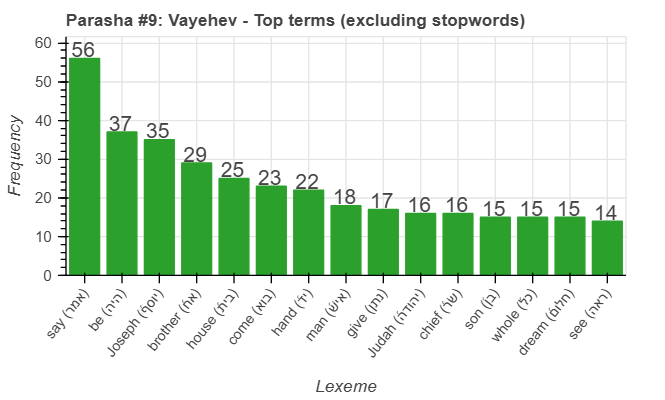 Parasha #9: Vayehev - Top terms (excluding stopwords)
Frequency
60
50
40
30
20
10
0
56
37
35
29
25
23
22
18
17
16
16
15
15
15
14
say (אמר)
be (היה)
Joseph (יוסף)
brother (אח)
house (בית)
come (בוא)
hand (יד)
man (אישׁ)
give (נתן)
Judah (יהודה)
chief (שׂר)
son (בן)
whole (כל)
dream (חלום)
see (ראה)
Lexeme